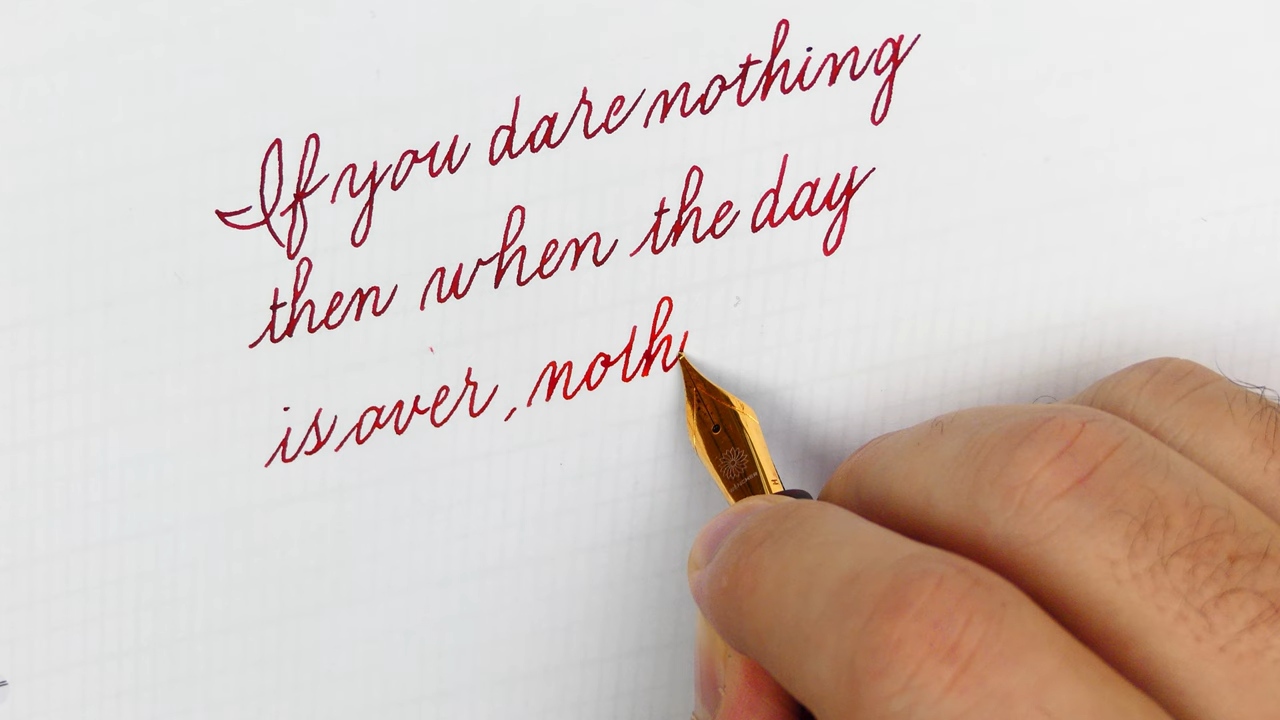 If you dare nothing
then when the day
is over, noth